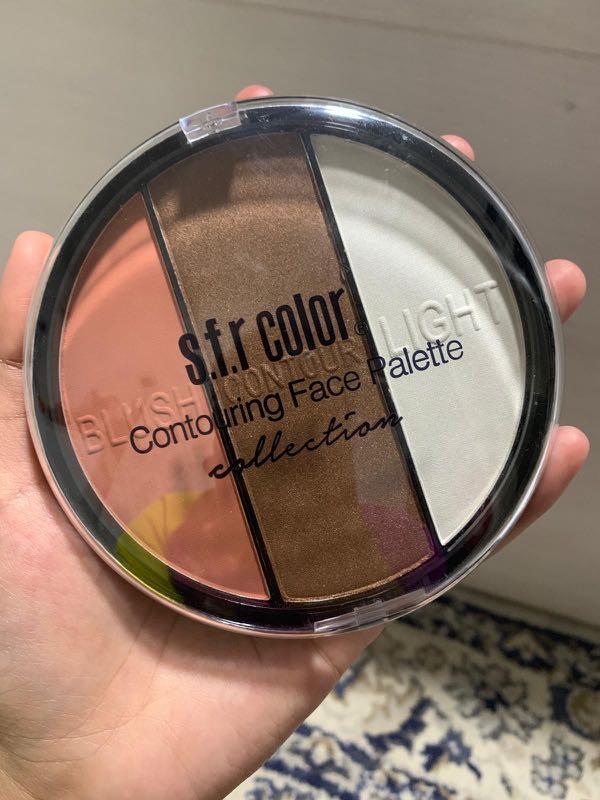 s.f.r color®
Contouring Face Palette
collection
BLUSH
CONTOUR
LIGHT